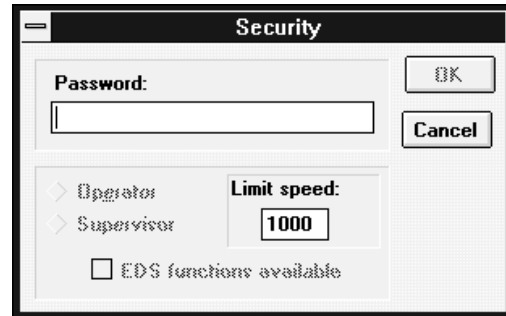 Security
Password:
OK
Cancel
Operator
Supervisor
Limit speed:
1000
EDS functions available